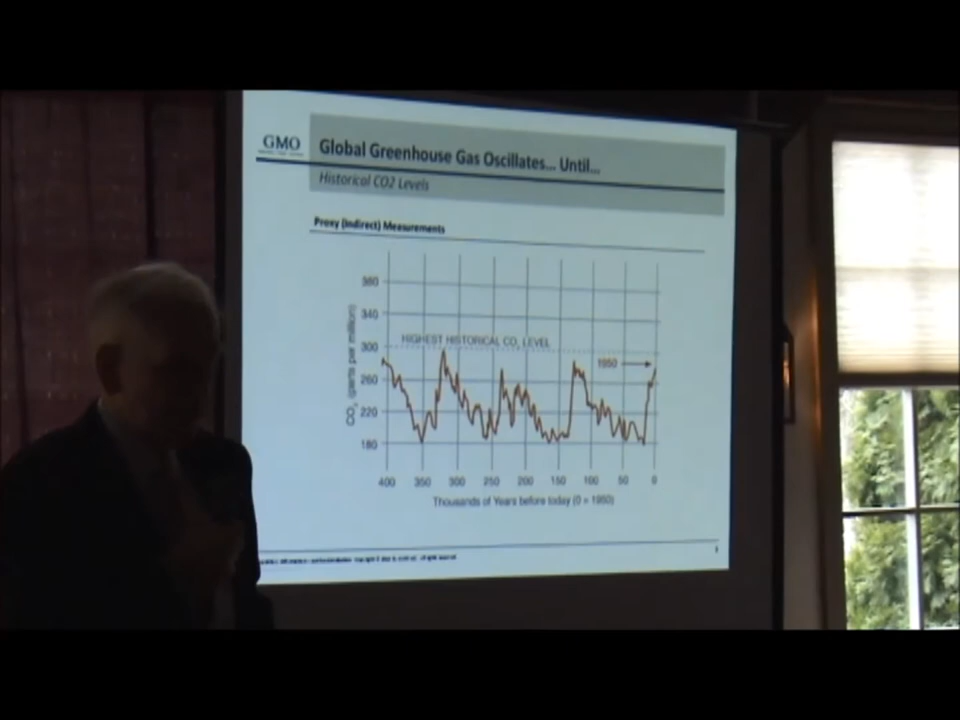 GMO
Global Greenhouse Gas Oscillates... Until...
Historical CO2 Levels
Proxy (Indirect) Measurements
CO₂ (parts per million)
380
340
300
260
220
180
HIGHEST HISTORICAL CO₂ LEVEL
1950
400 350 300 250 200 150 100 50 0
Thousands of Years before today (0 = 1950)